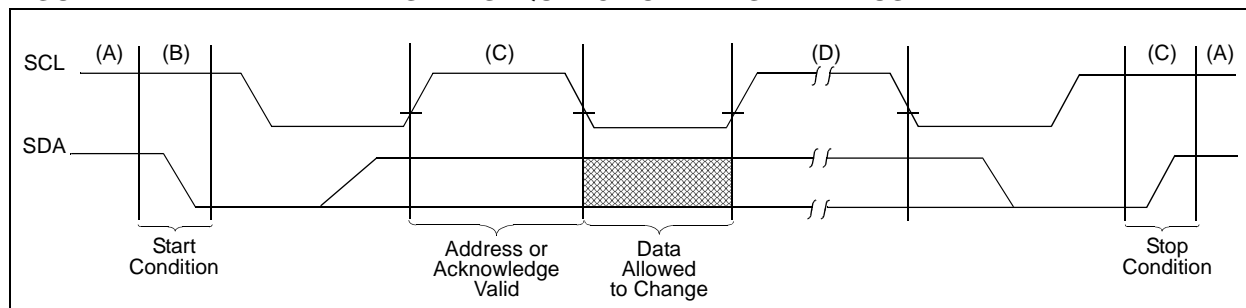 (A) (B) (C) (D) (C) (A)
SCL
SDA
Start
Condition
Address or
Acknowledge
Valid
Data
Allowed
to Change
Stop
Condition